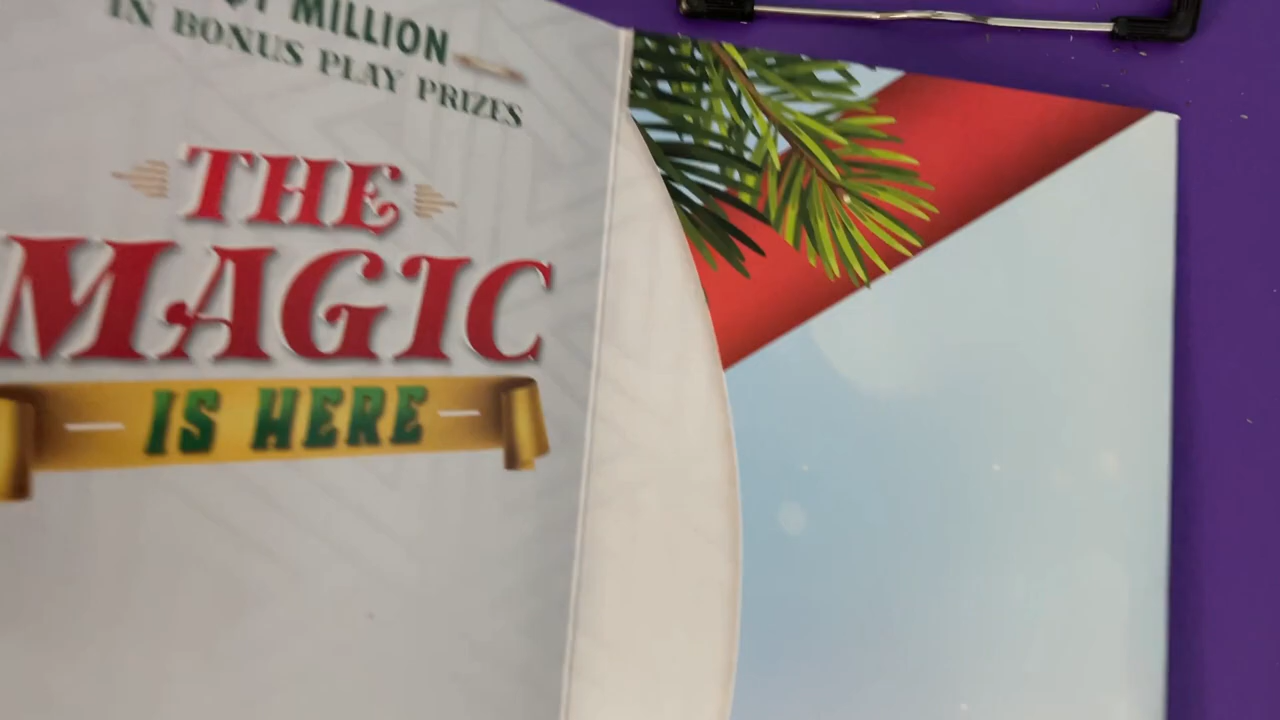 MILLION
IN BONUS PLAY PRIZES
THE
MAGIC
IS HERE